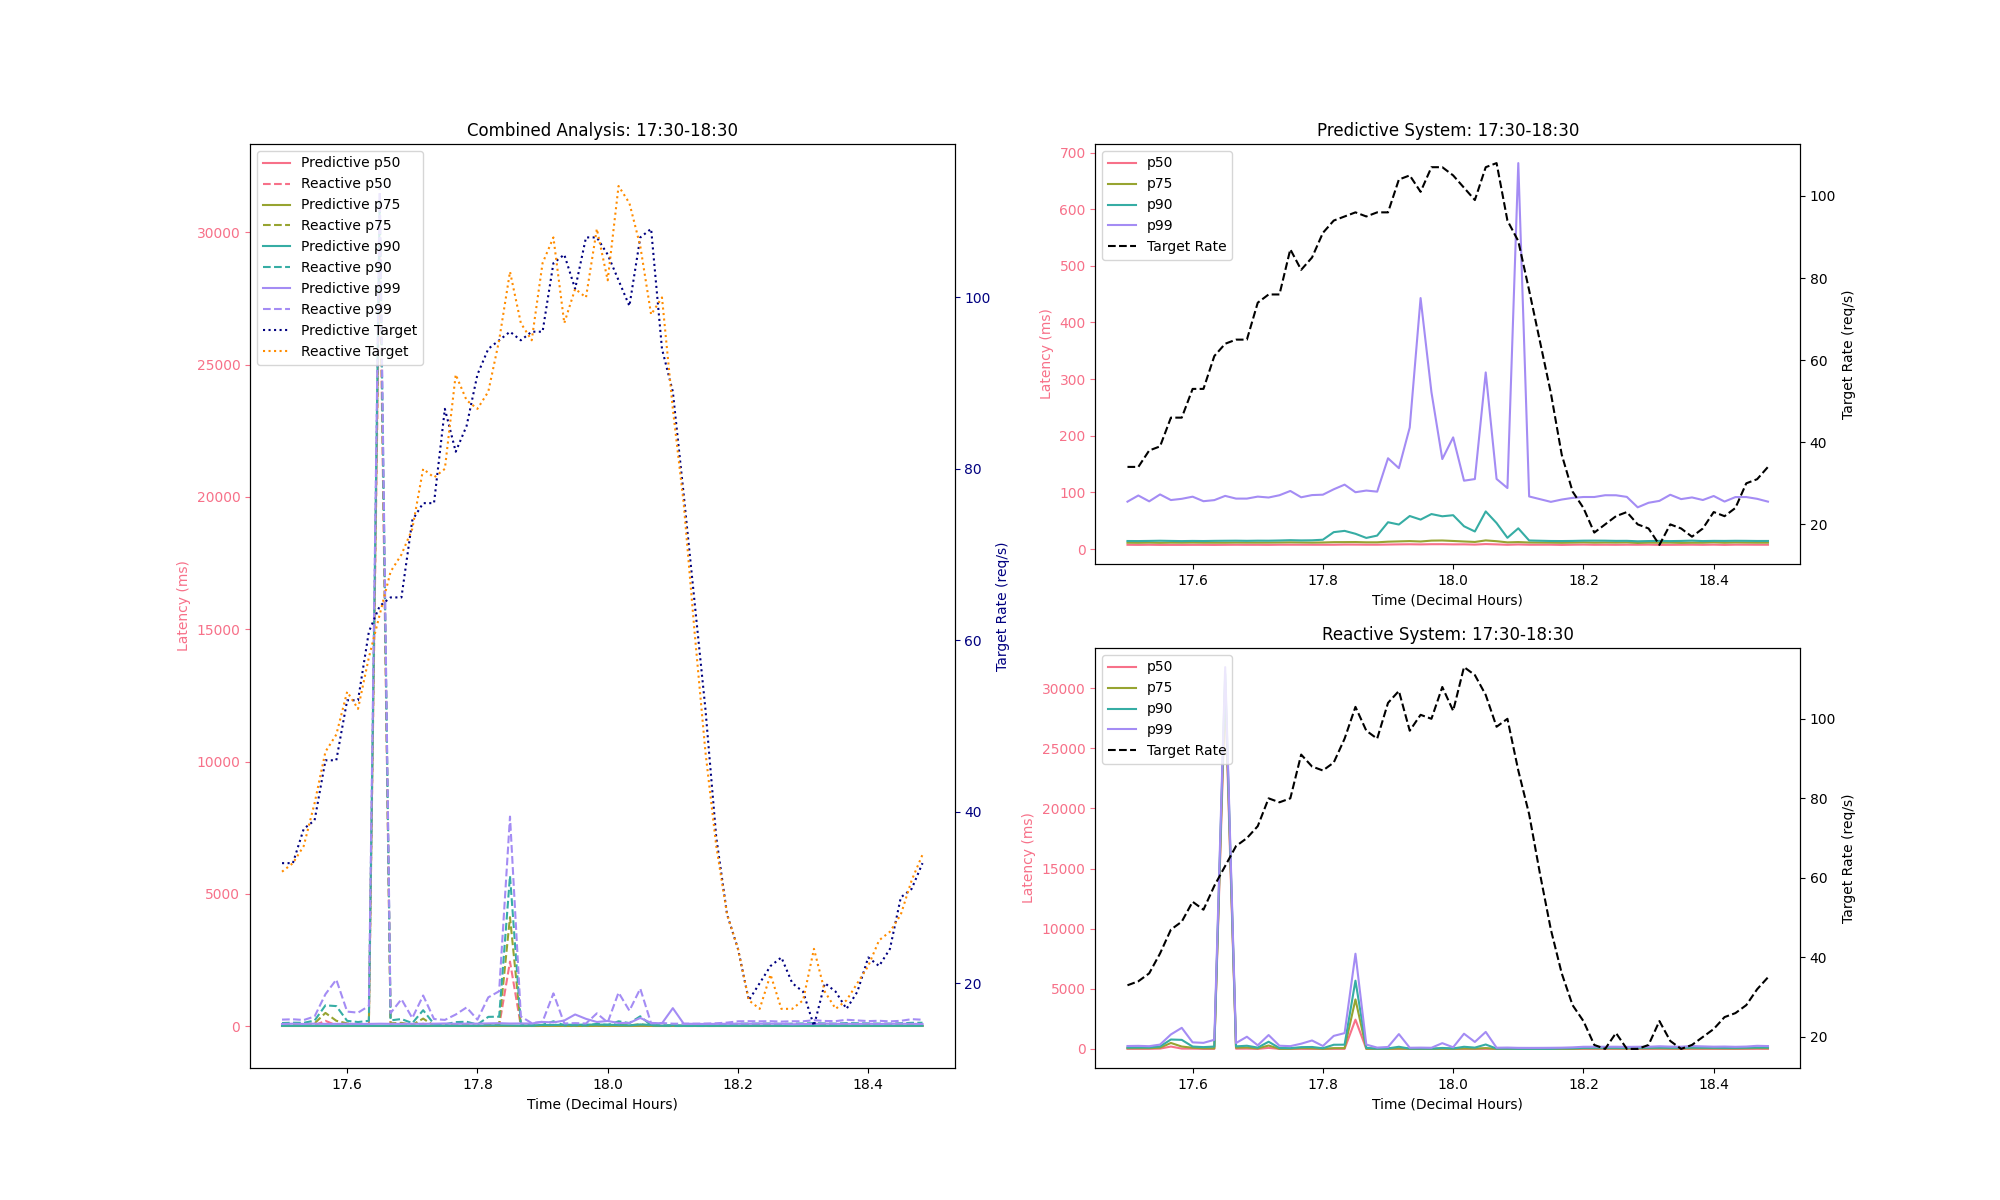 Combined Analysis: 17:30-18:30
Predictive p50
Reactive p50
Predictive p75
Reactive p75
Predictive p90
Reactive p90
Predictive p99
Reactive p99
Predictive Target
Reactive Target
30000
25000
20000
15000
10000
5000
0
Latency (ms)
100
80
60
40
20
Target Rate (req/s)
17.6 17.8 18.0 18.2 18.4
Time (Decimal Hours)
Predictive System: 17:30-18:30
p50
p75
p90
p99
Target Rate
700
600
500
400
300
200
100
0
Latency (ms)
100
80
60
40
20
Target Rate (req/s)
17.6 17.8 18.0 18.2 18.4
Time (Decimal Hours)
Reactive System: 17:30-18:30
p50
p75
p90
p99
Target Rate
30000
25000
20000
15000
10000
5000
0
Latency (ms)
100
80
60
40
20
Target Rate (req/s)
17.6 17.8 18.0 18.2 18.4
Time (Decimal Hours)